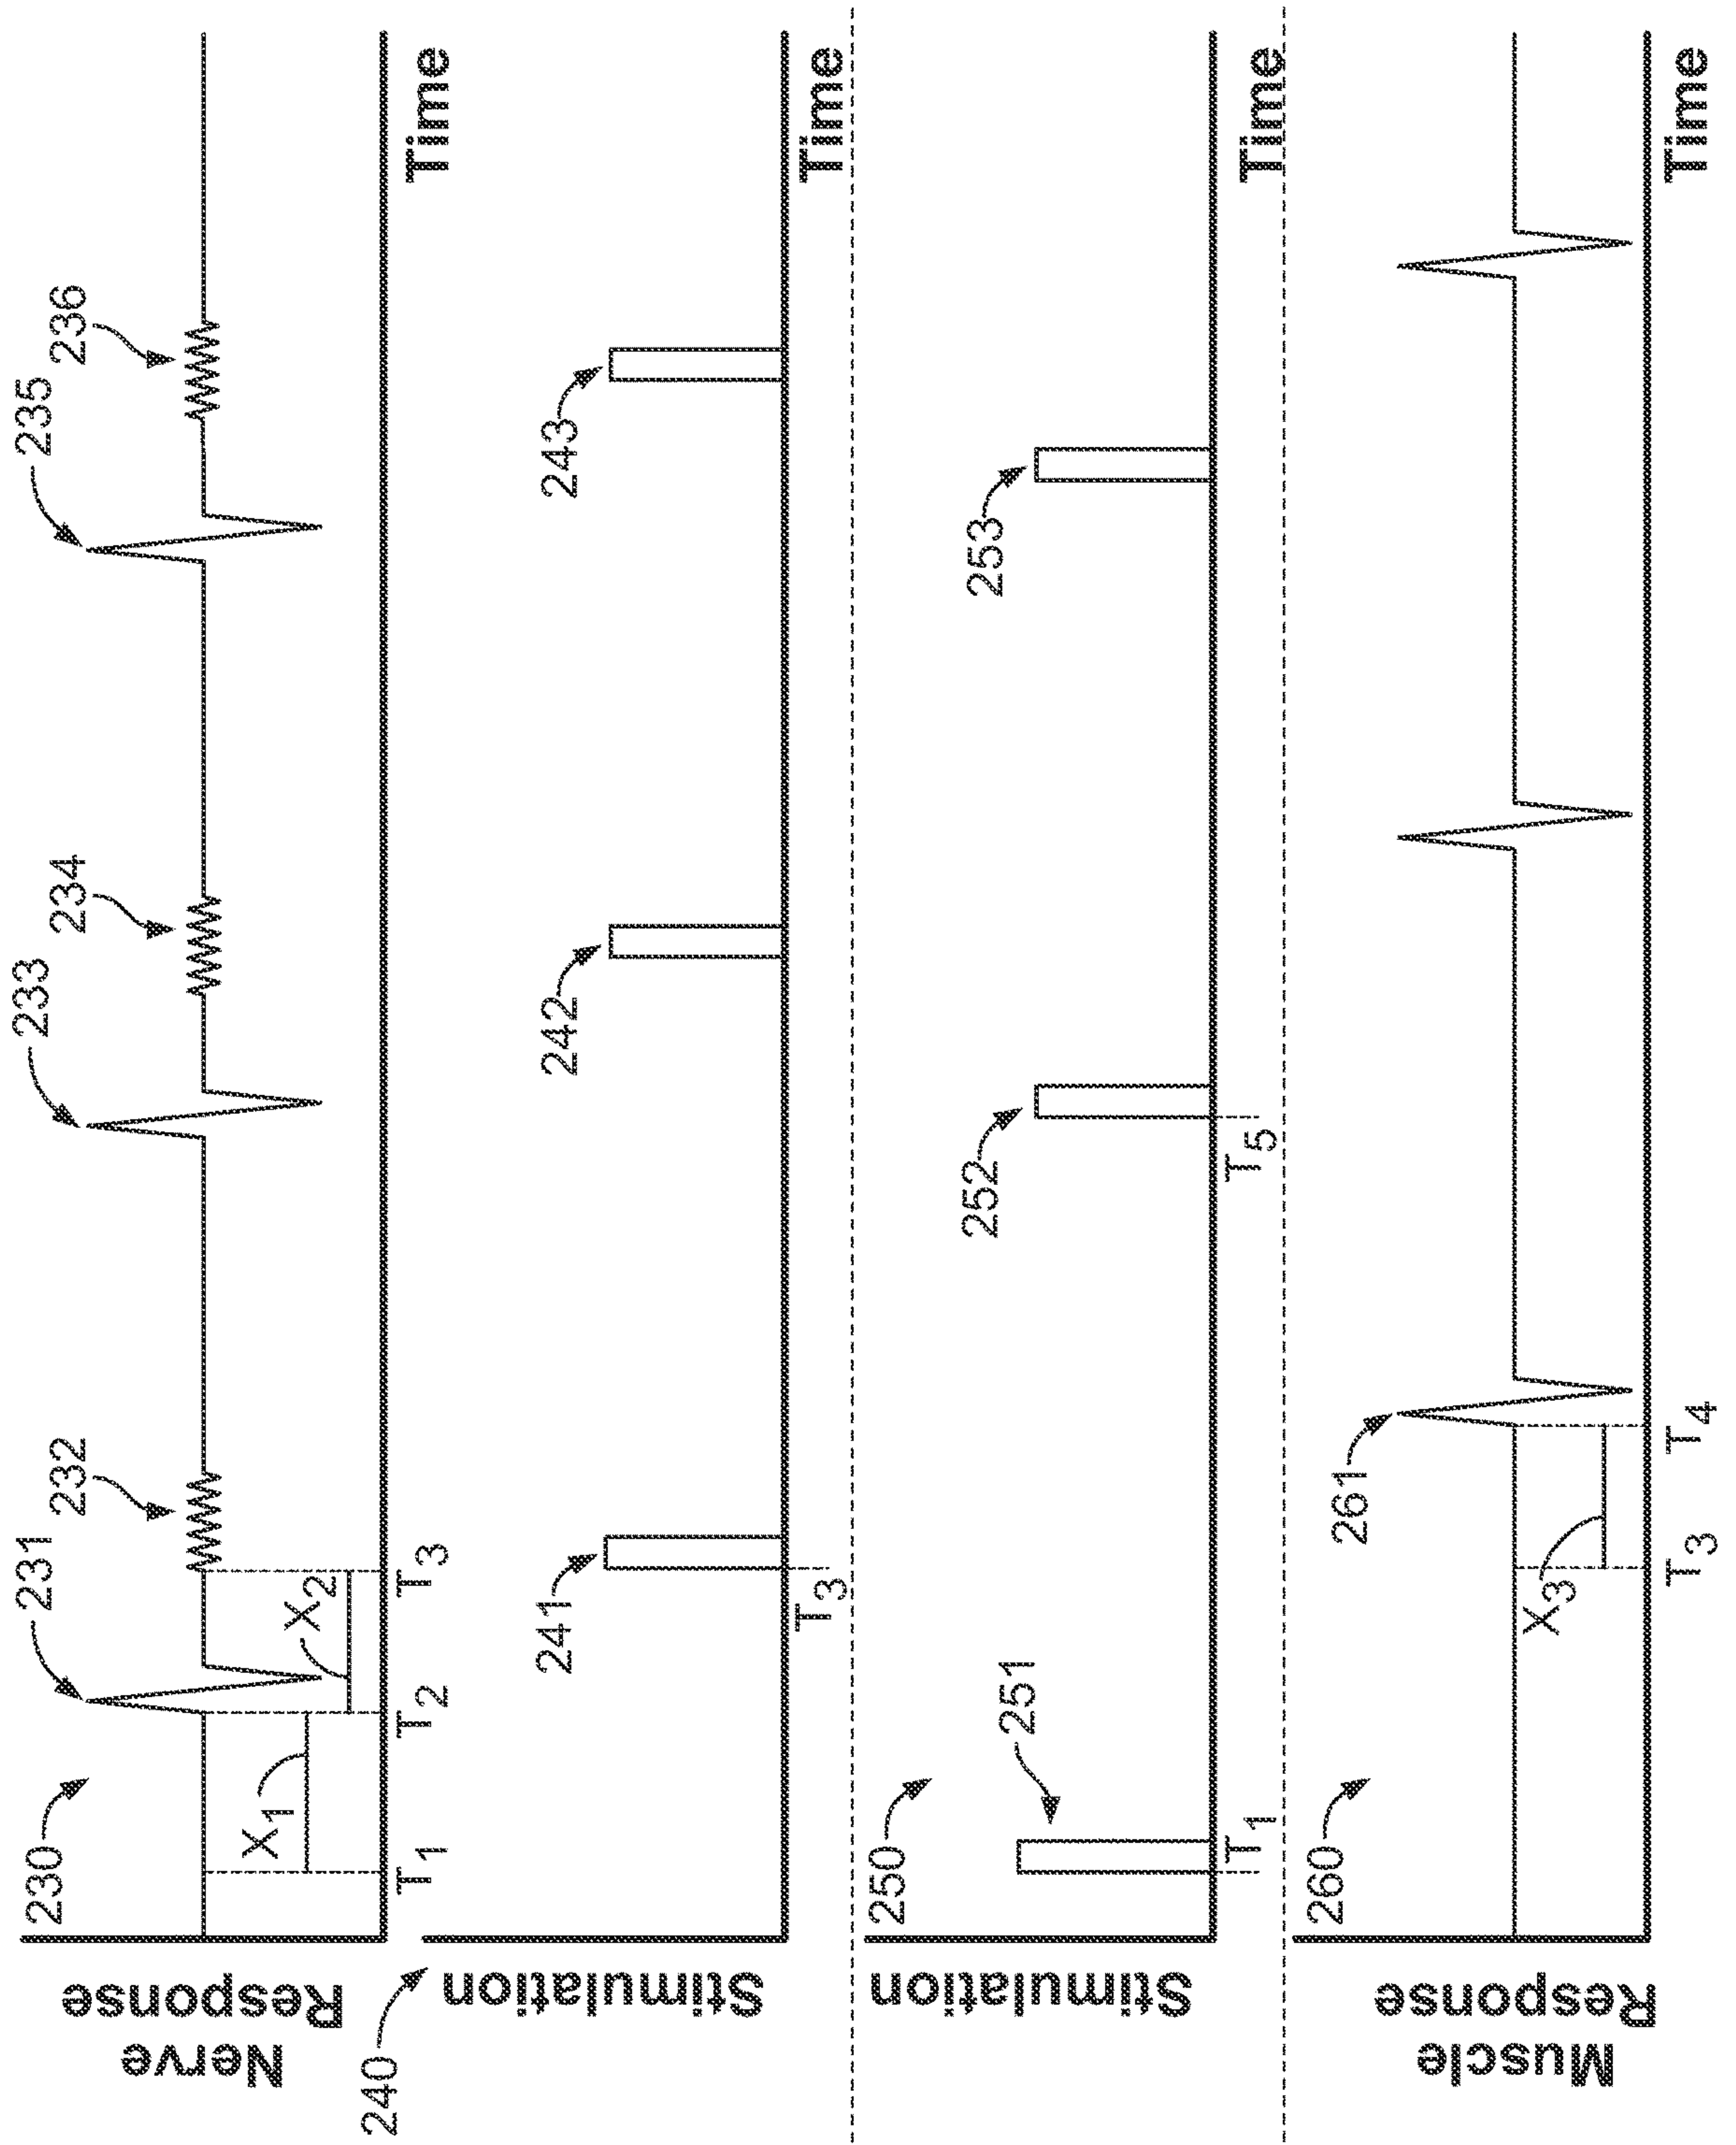 Nerve
Response
230
231
232
233
234
235
236
X1
X2
T1
T2
T3
Time
240
Stimulation
241
242
243
T3
Time
Stimulation
250
251
252
253
T1
T5
Time
Muscle
Response
260
261
X3
T3
T4
Time